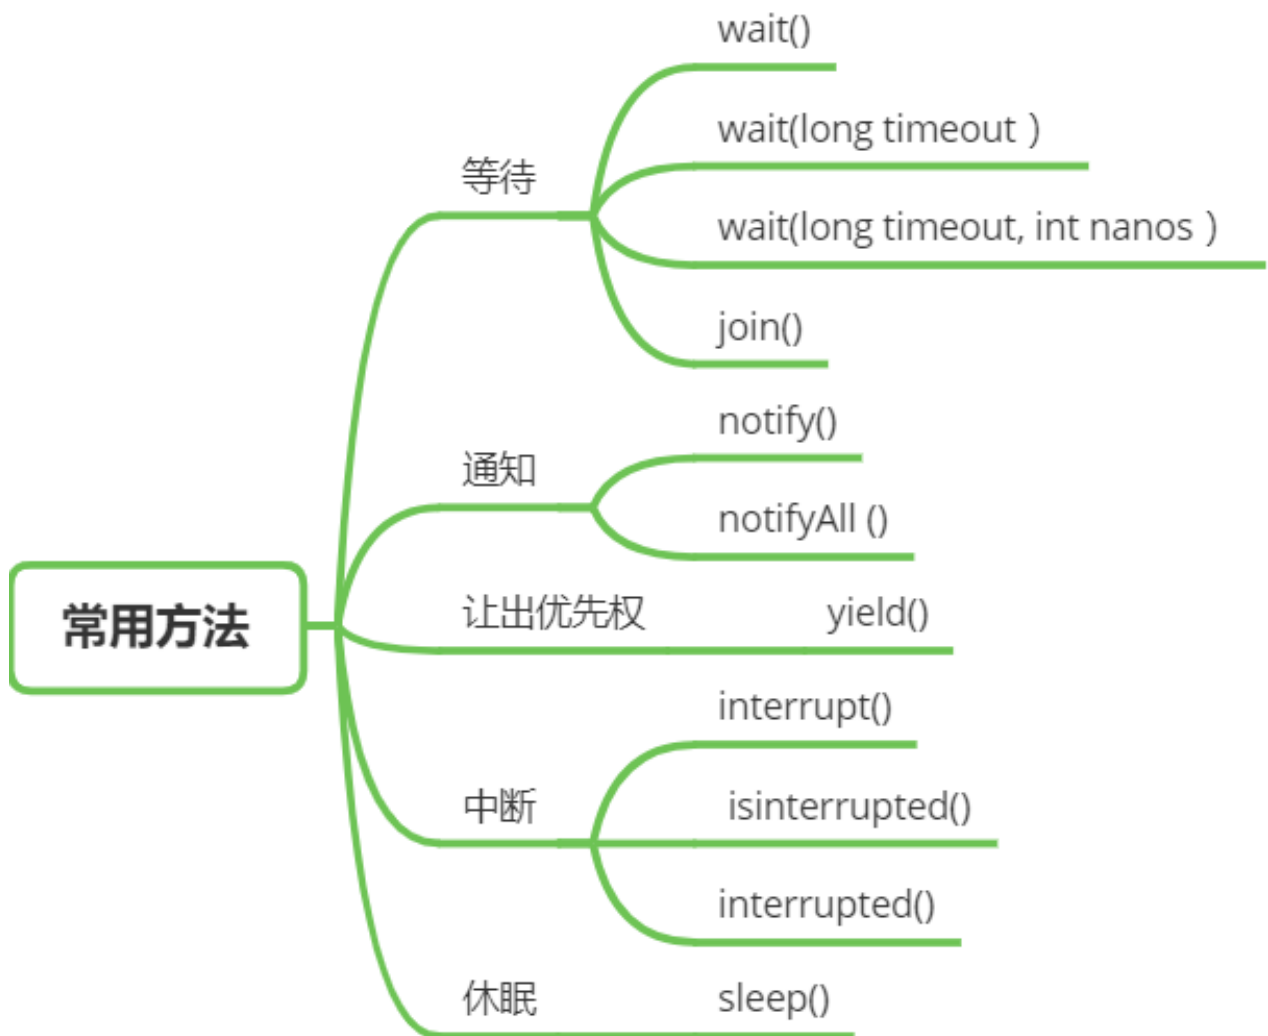 常用方法
等待
wait()
wait(long timeout )
wait(long timeout, int nanos )
join()
通知
notify()
notifyAll ()
让出优先权
yield()
中断
interrupt()
isinterrupted()
interrupted()
休眠
sleep()